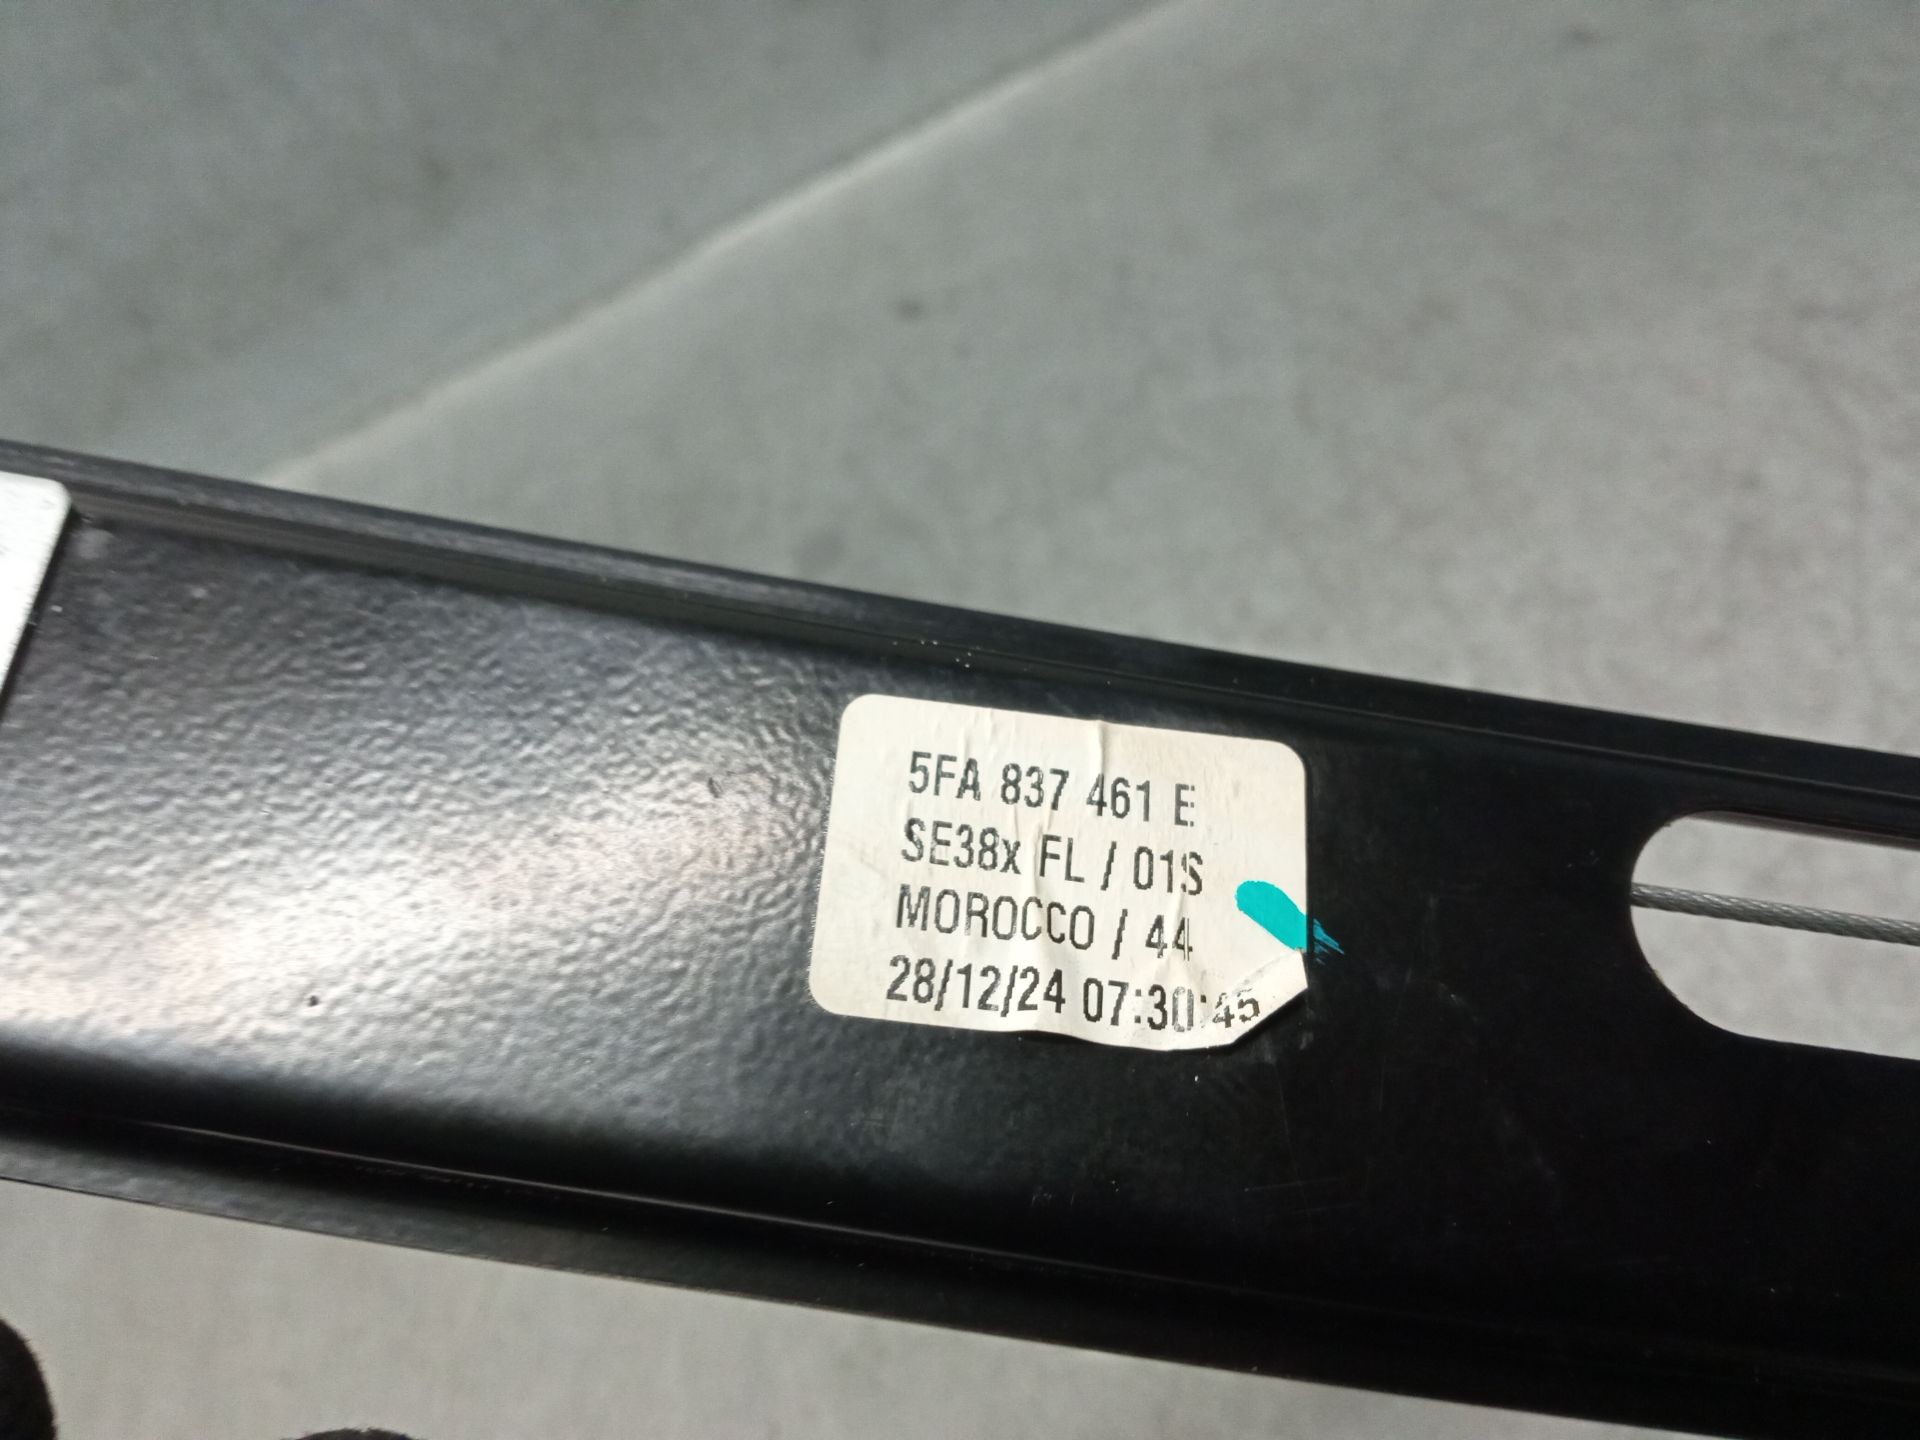 5FA 837 461 E
SE38x FL / 01S
MOROCCO / 44
28/12/24 07:30:45